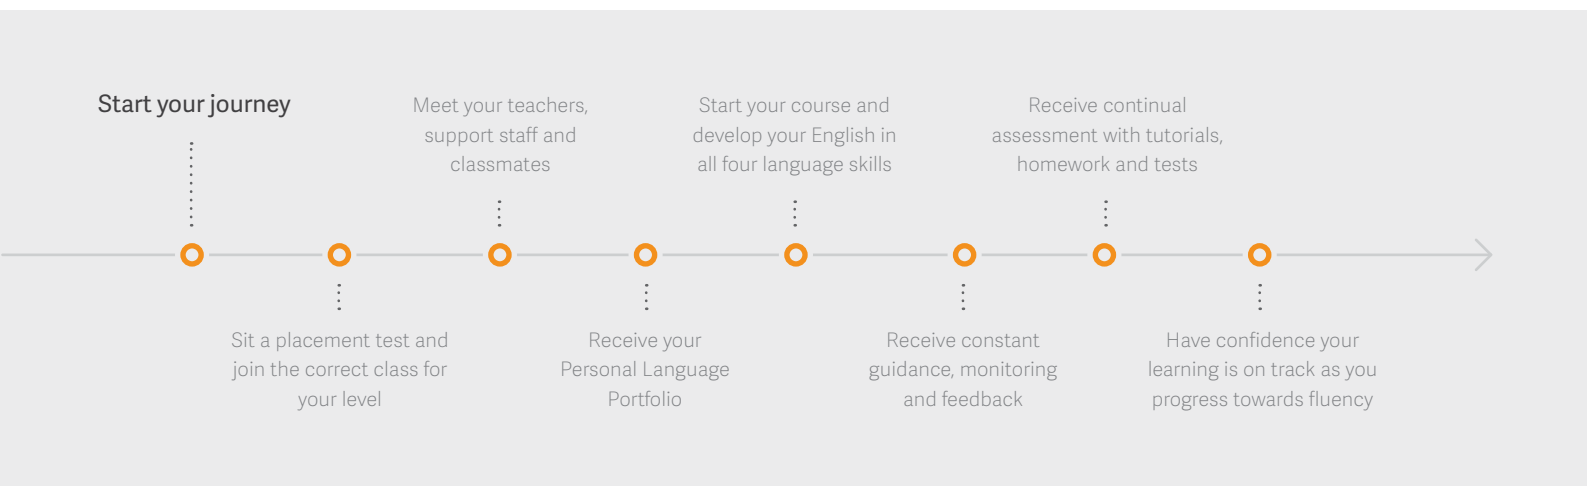 Start your journey
Sit a placement test and
join the correct class for
your level
Meet your teachers,
support staff and
classmates
Receive your
Personal Language
Portfolio
Start your course and
develop your English in
all four language skills
Receive constant
guidance, monitoring
and feedback
Receive continual
assessment with tutorials,
homework and tests
Have confidence your
learning is on track as you
progress towards fluency